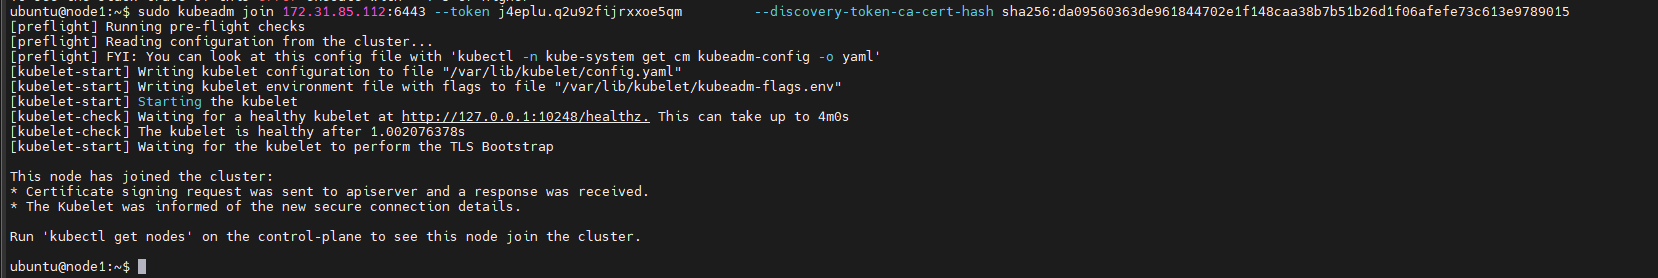 ubuntu@node1:~$ sudo kubeadm join 172.31.85.112:6443 --token j4eplu.q2u92fijrxxoe5qm --discovery-token-ca-cert-hash sha256:da09560363de961844702e1f148caa38b7b51b26d1f06afefe73c613e9789015
[preflight] Running pre-flight checks
[preflight] Reading configuration from the cluster...
[preflight] FYI: You can look at this config file with 'kubectl -n kube-system get cm kubeadm-config -o yaml'
[kubelet-start] Writing kubelet configuration to file "/var/lib/kubelet/config.yaml"
[kubelet-start] Writing kubelet environment file with flags to file "/var/lib/kubelet/kubeadm-flags.env"
[kubelet-start] Starting the kubelet
[kubelet-check] Waiting for a healthy kubelet at http://127.0.0.1:10248/healthz. This can take up to 4m0s
[kubelet-check] The kubelet is healthy after 1.002076378s
[kubelet-start] Waiting for the kubelet to perform the TLS Bootstrap
This node has joined the cluster:
* Certificate signing request was sent to apiserver and a response was received.
* The Kubelet was informed of the new secure connection details.
Run 'kubectl get nodes' on the control-plane to see this node join the cluster.
ubuntu@node1:~$